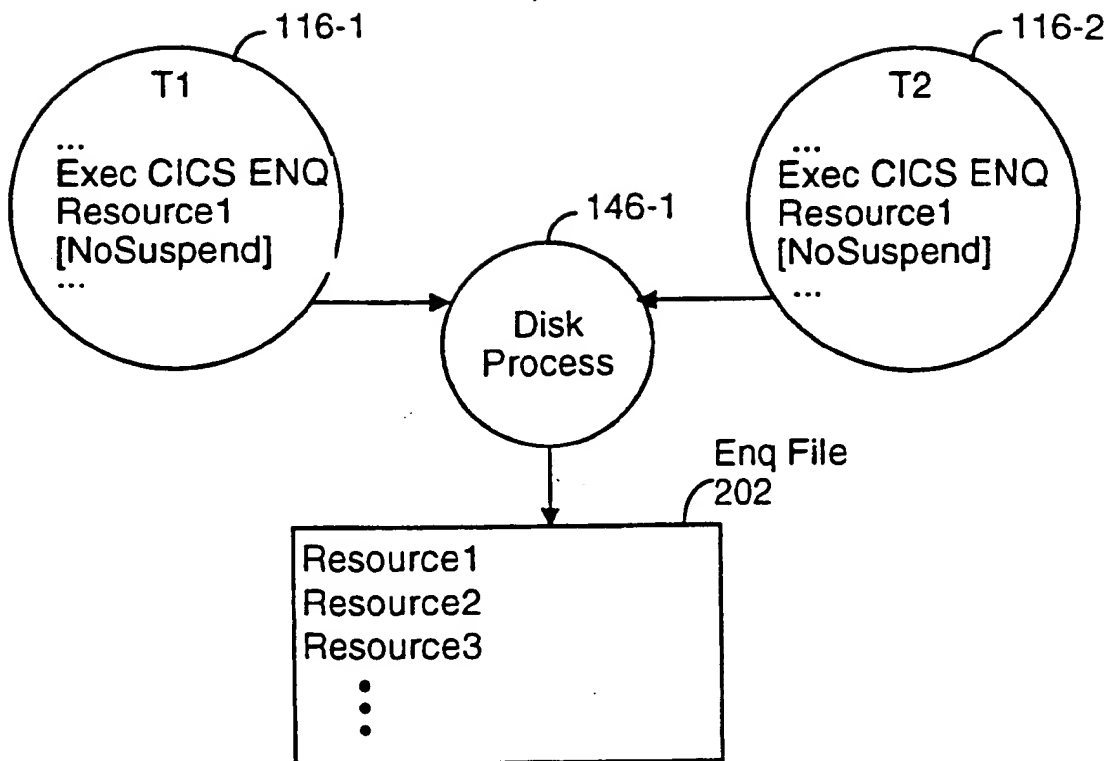 116-1
T1
...
Exec CICS ENQ
Resource1
[NoSuspend]
...
116-2
T2
...
Exec CICS ENQ
Resource1
[NoSuspend]
...
146-1
Disk
Process
Enq File
202
Resource1
Resource2
Resource3